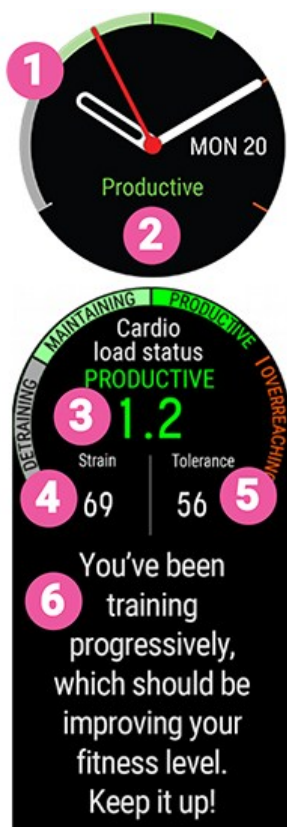 1
MON 20
Productive
2
DETRAINING
MAINTAINING
PRODUCTIVE
OVERREACHING
Cardio
load status
PRODUCTIVE
3
1.2
Strain
Tolerance
4
69
56
5
6
You've been
training
progressively,
which should be
improving your
fitness level.
Keep it up!